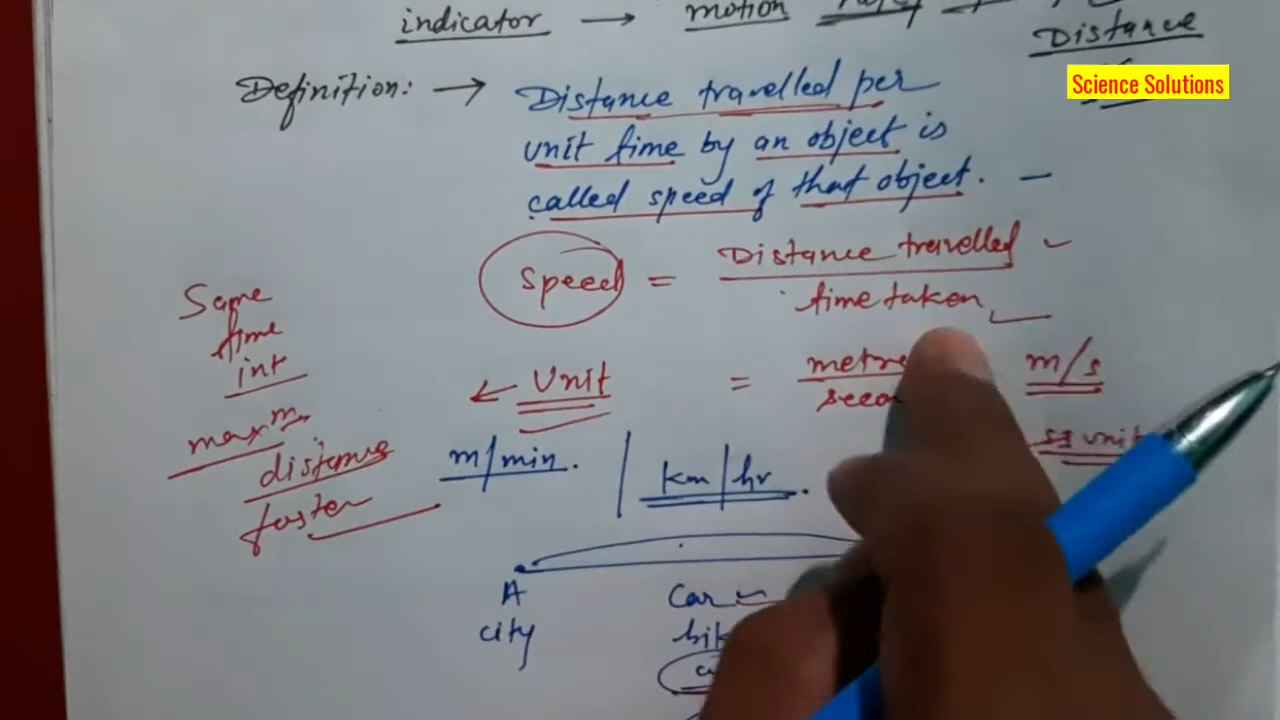 indicator → motion
Distance
Science Solutions
Definition: → Distance travelled per
unit time by an object is
called speed of that object. —
Speed = Distance travelled
time taken
Same
time
int
← Unit = metre m/s
maxm
distance
faster
m/min. | km/hr.
A
city
Car